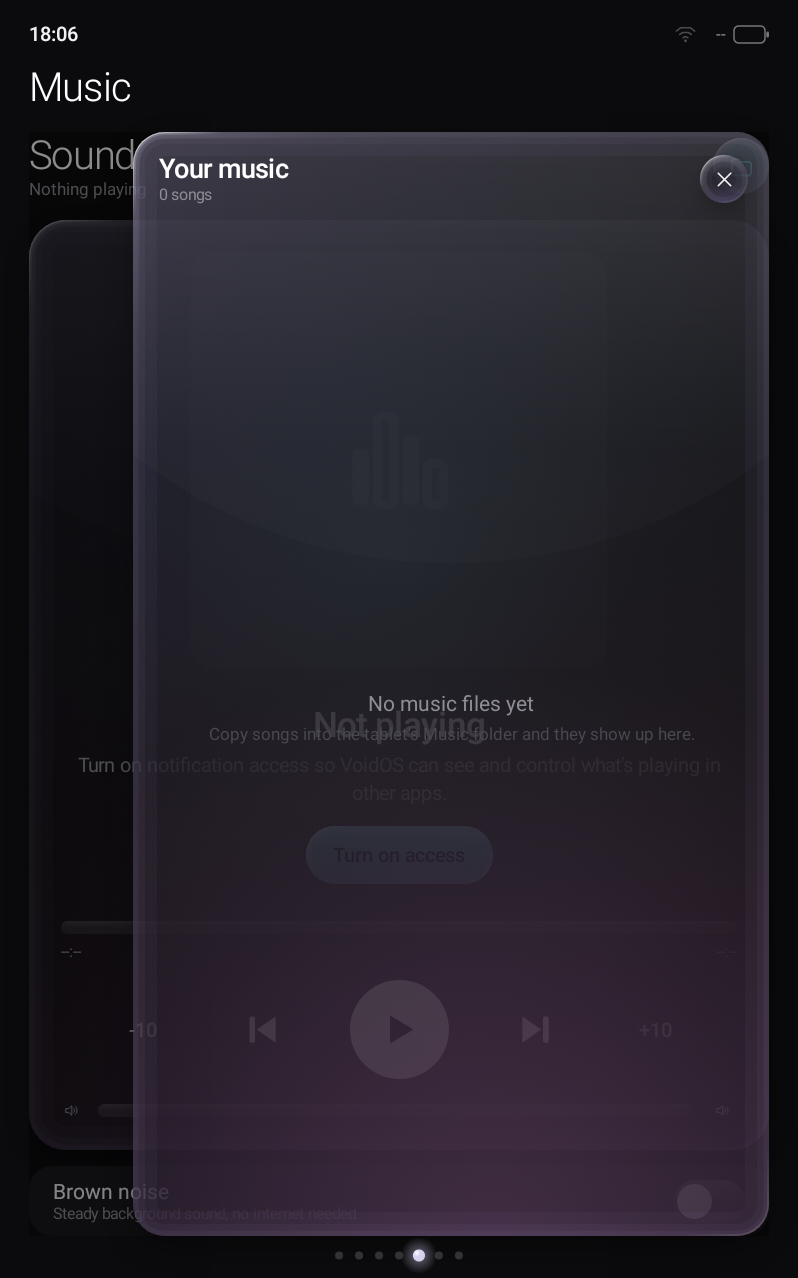 18:06
--
Music
Sound
Nothing playing
Your music
0 songs
No music files yet
Not playing
Copy songs into the tablet's Music folder and they show up here.
Turn on notification access so VoidOS can see and control what's playing in
other apps.
Turn on access
--:-- --:--
-10 +10
Brown noise
Steady background sound, no internet needed